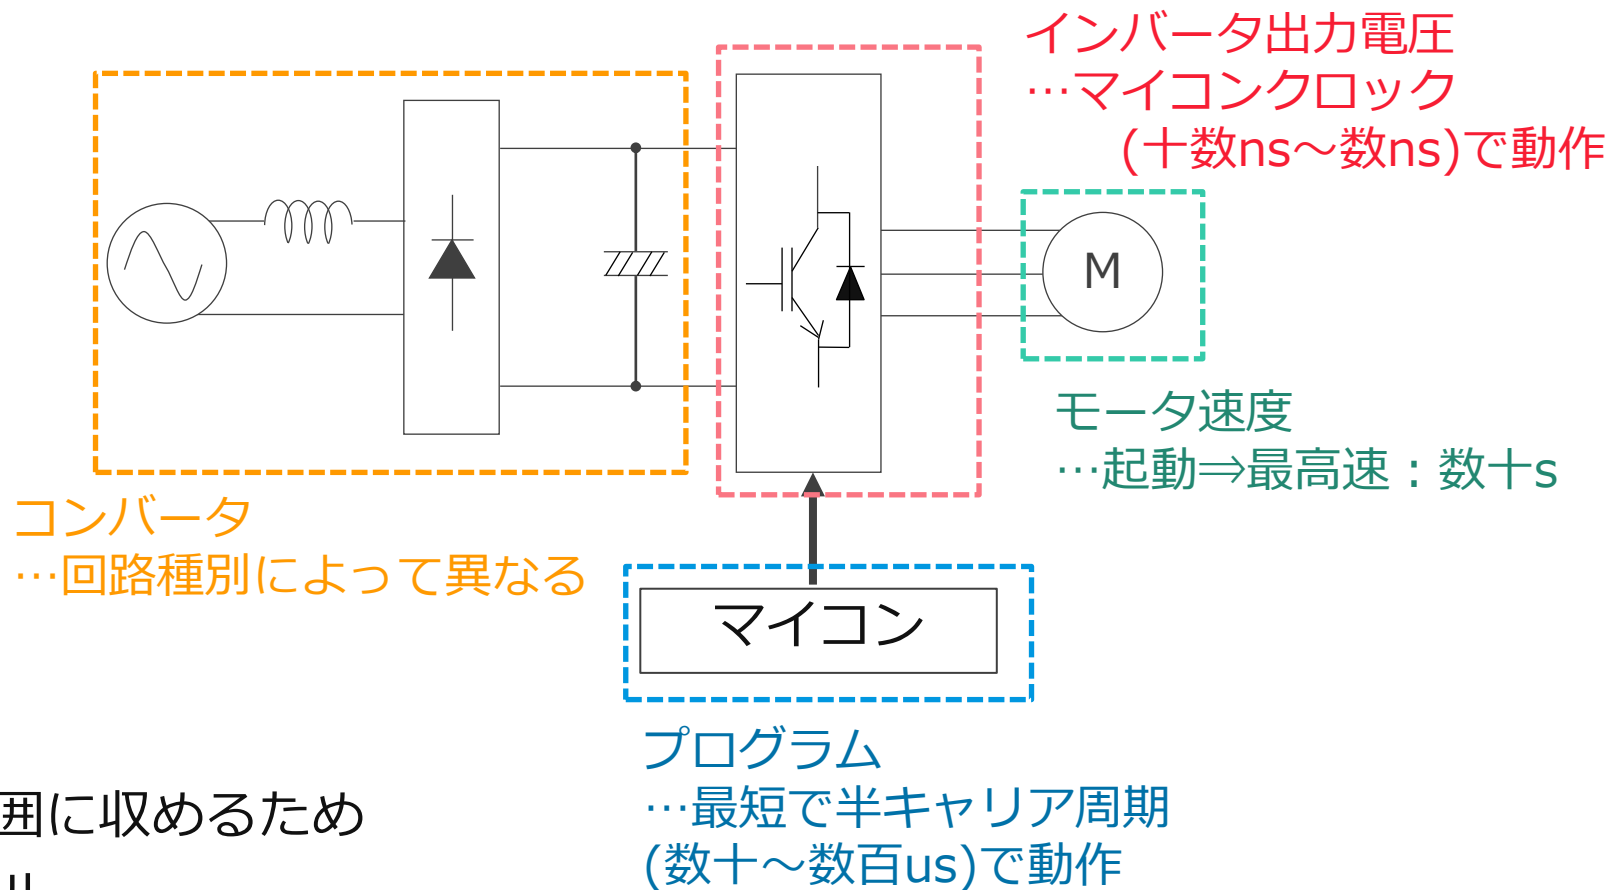 インバータ出力電圧
…マイコンクロック
(十数ns～数ns)で動作
M
モータ速度
…起動⇒最高速：数十s
コンバータ
…回路種別によって異なる
マイコン
プログラム
…最短で半キャリア周期
(数十～数百us)で動作
囲に収めるため